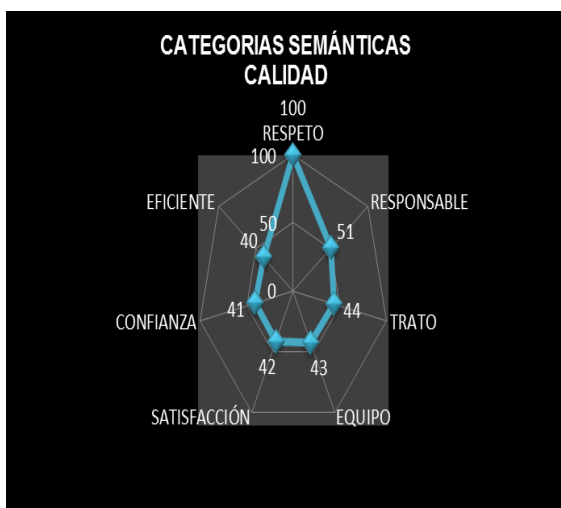 CATEGORIAS SEMÁNTICAS
CALIDAD
100
RESPETO
100
EFICIENTE
RESPONSABLE
50
51
40
0
41
44
CONFIANZA
TRATO
42
43
SATISFACCIÓN
EQUIPO